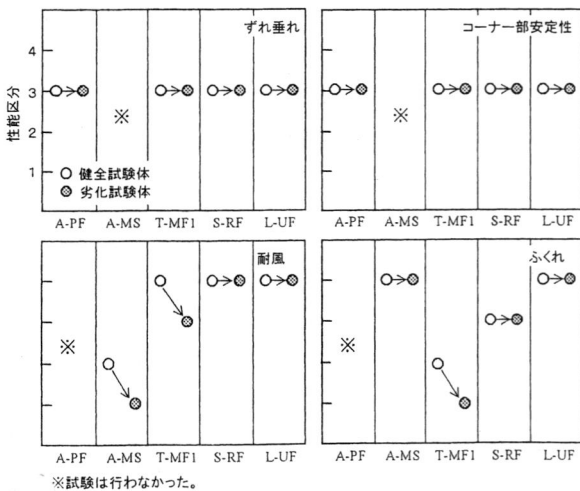 ずれ垂れ
コーナー部安定性
性能区分
4
3
2
1
※
※
○ 健全試験体
劣化試験体
A-PF A-MS T-MF1 S-RF L-UF
A-PF A-MS T-MF1 S-RF L-UF
耐風
ふくれ
※
※
A-PF A-MS T-MF1 S-RF L-UF
A-PF A-MS T-MF1 S-RF L-UF
※試験は行わなかった。